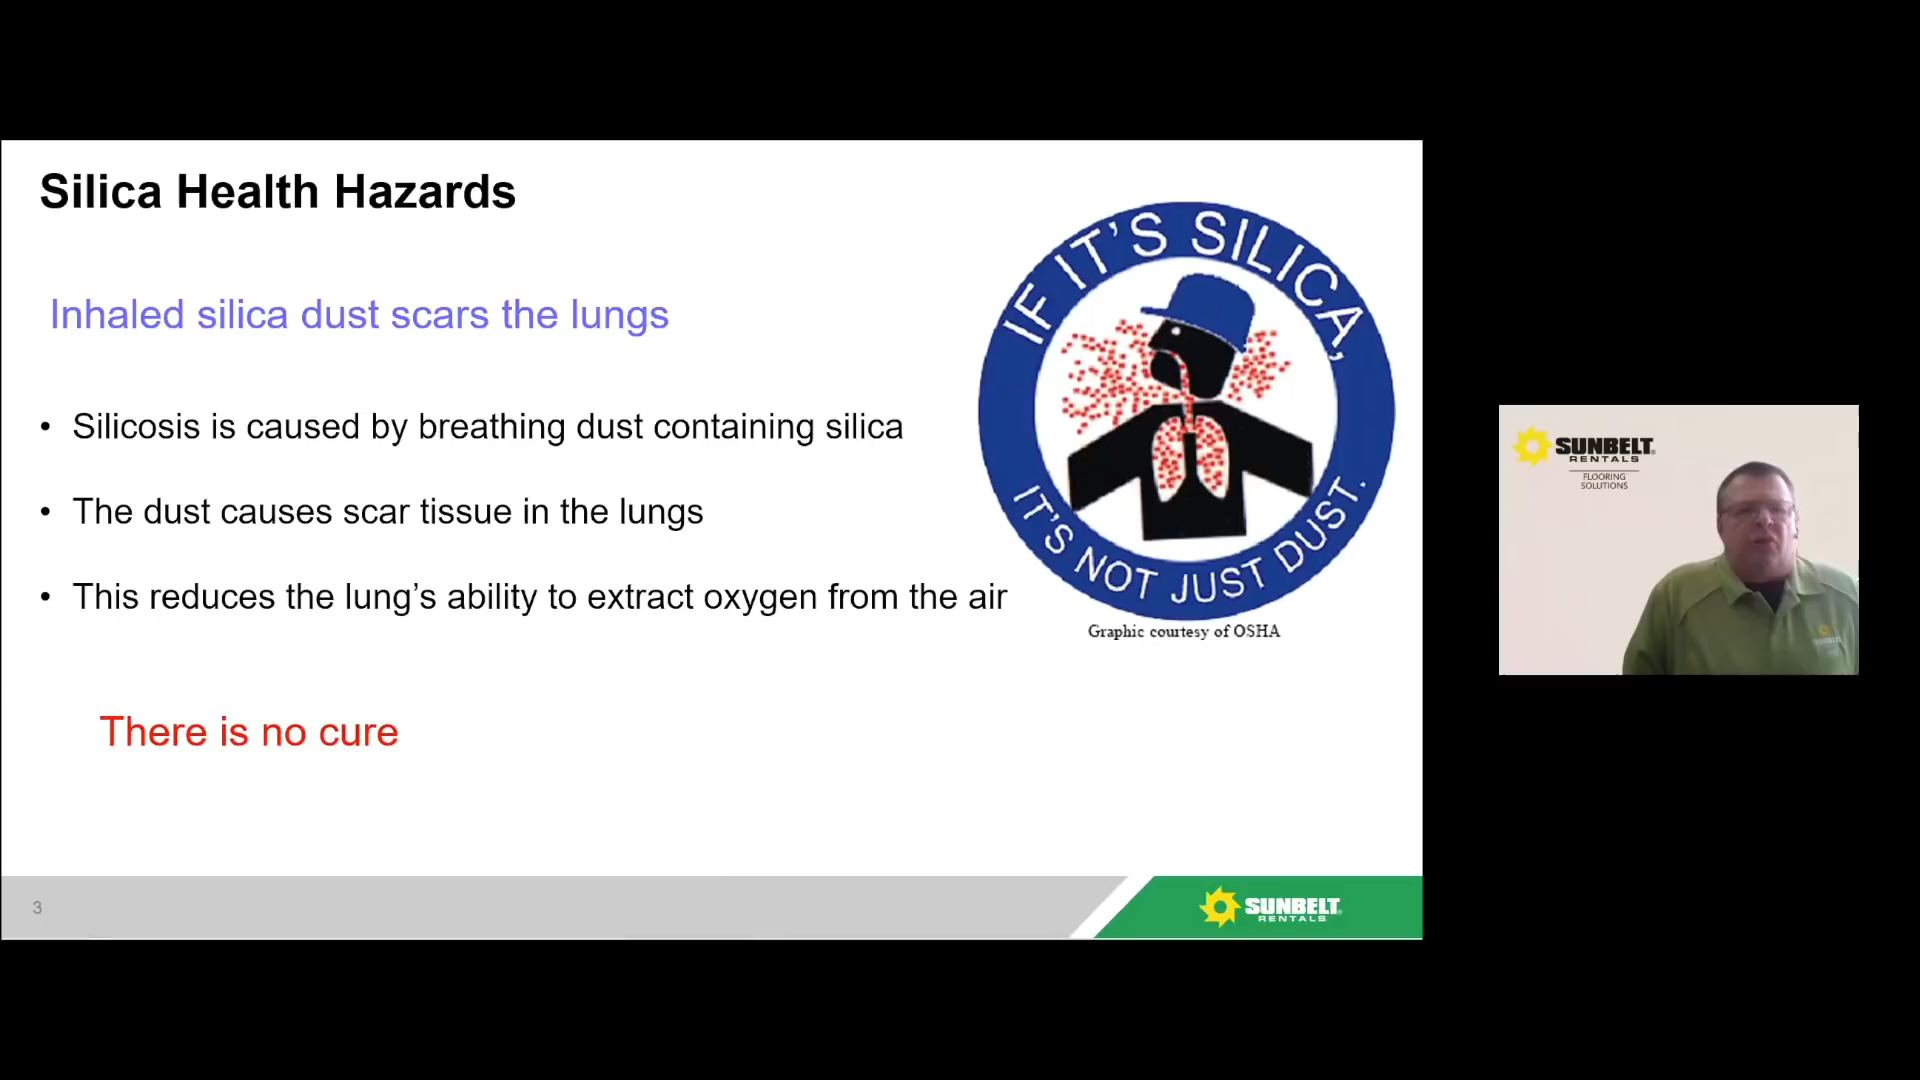 Silica Health Hazards
Inhaled silica dust scars the lungs
• Silicosis is caused by breathing dust containing silica
• The dust causes scar tissue in the lungs
• This reduces the lung’s ability to extract oxygen from the air
There is no cure
IF IT’S SILICA,
IT’S NOT JUST DUST.
Graphic courtesy of OSHA
3
SUNBELT
RENTALS
SUNBELT
RENTALS
FLOORING
SOLUTIONS